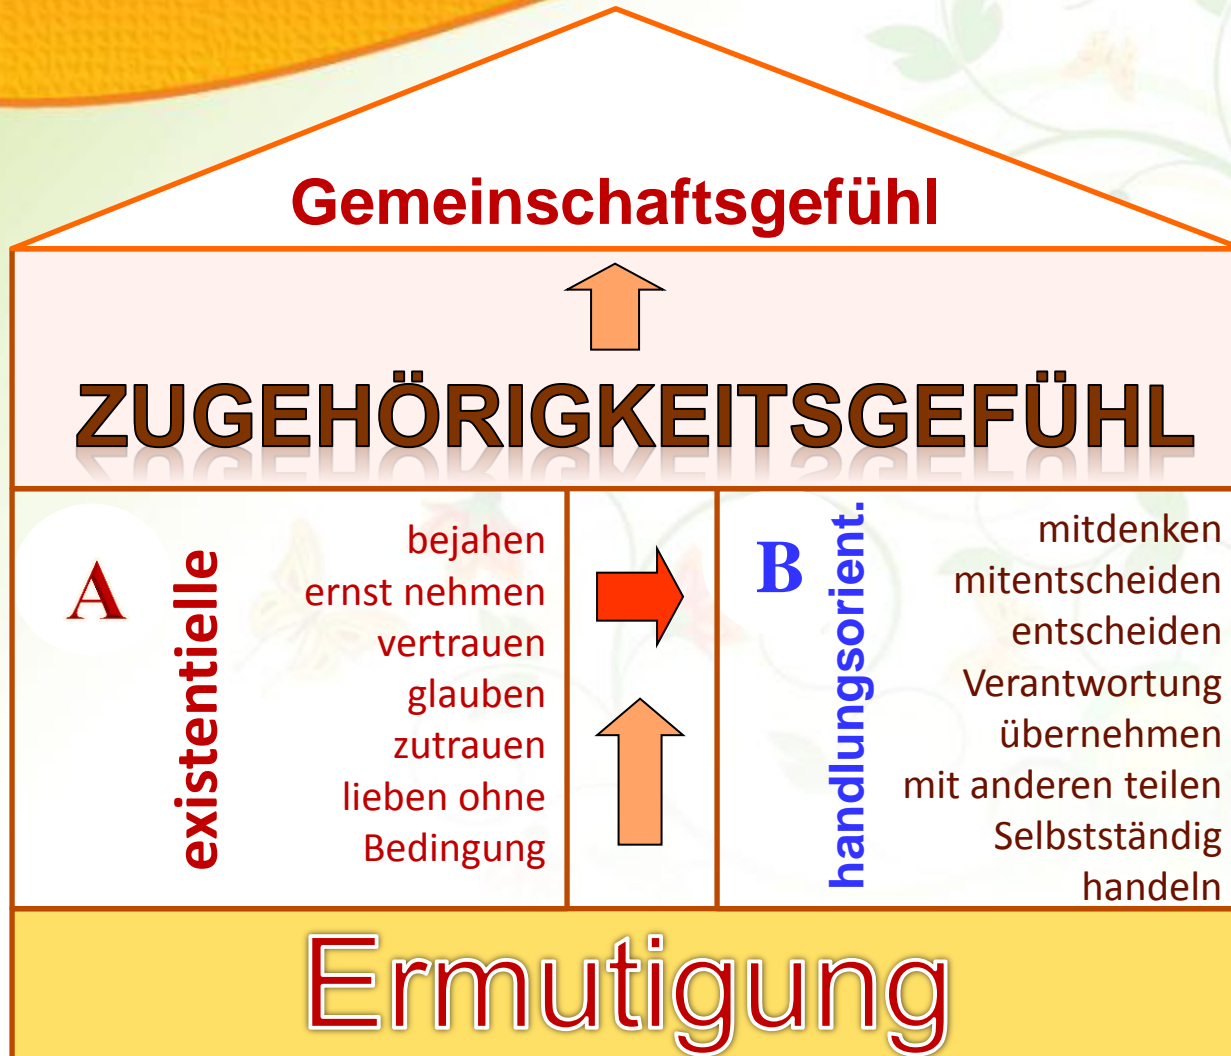 Gemeinschaftsgefühl
ZUGEHÖRIGKEITSGEFÜHL
A
existentielle
bejahen
ernst nehmen
vertrauen
glauben
zutrauen
lieben ohne
Bedingung
B
handlungsorient.
mitdenken
mitentscheiden
entscheiden
Verantwortung
übernehmen
mit anderen teilen
Selbstständig
handeln
Ermutigung